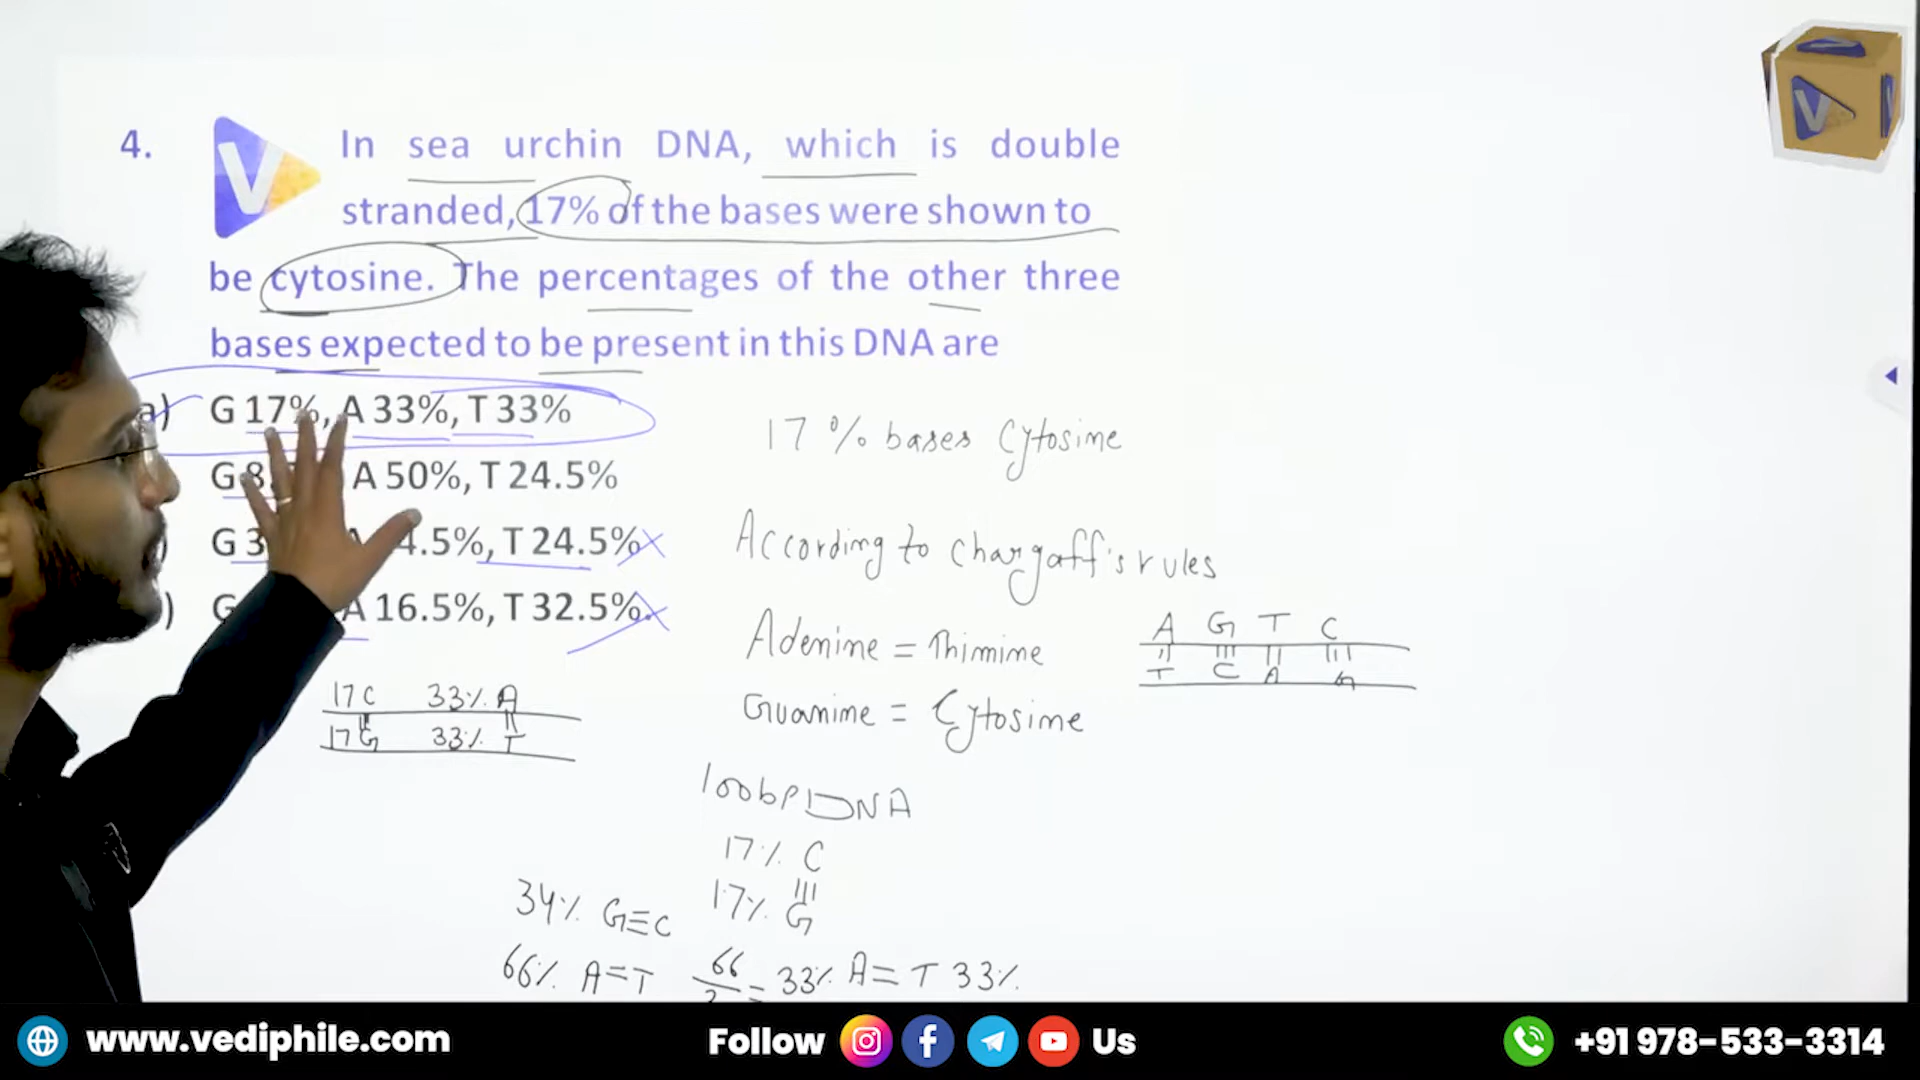 4.
In sea urchin DNA, which is double
stranded, 17% of the bases were shown to
be cytosine. The percentages of the other three
bases expected to be present in this DNA are
a) G 17%, A 33%, T 33%
G 8. A 50%, T 24.5%
G 3 4.5%, T 24.5%
) G A 16.5%, T 32.5%
17 % bases Cytosine
According to chargaff's rules
Adenine = Thimine
Guanine = Cytosime
A G T C
T C A G
17 C 33% A
17 G 33% T
100bp DNA
17% C
17% G
34% G≡C
66% A=T 66/2 = 33% A = T 33%
V
www.vediphile.com
Follow Us
+91 978-533-3314